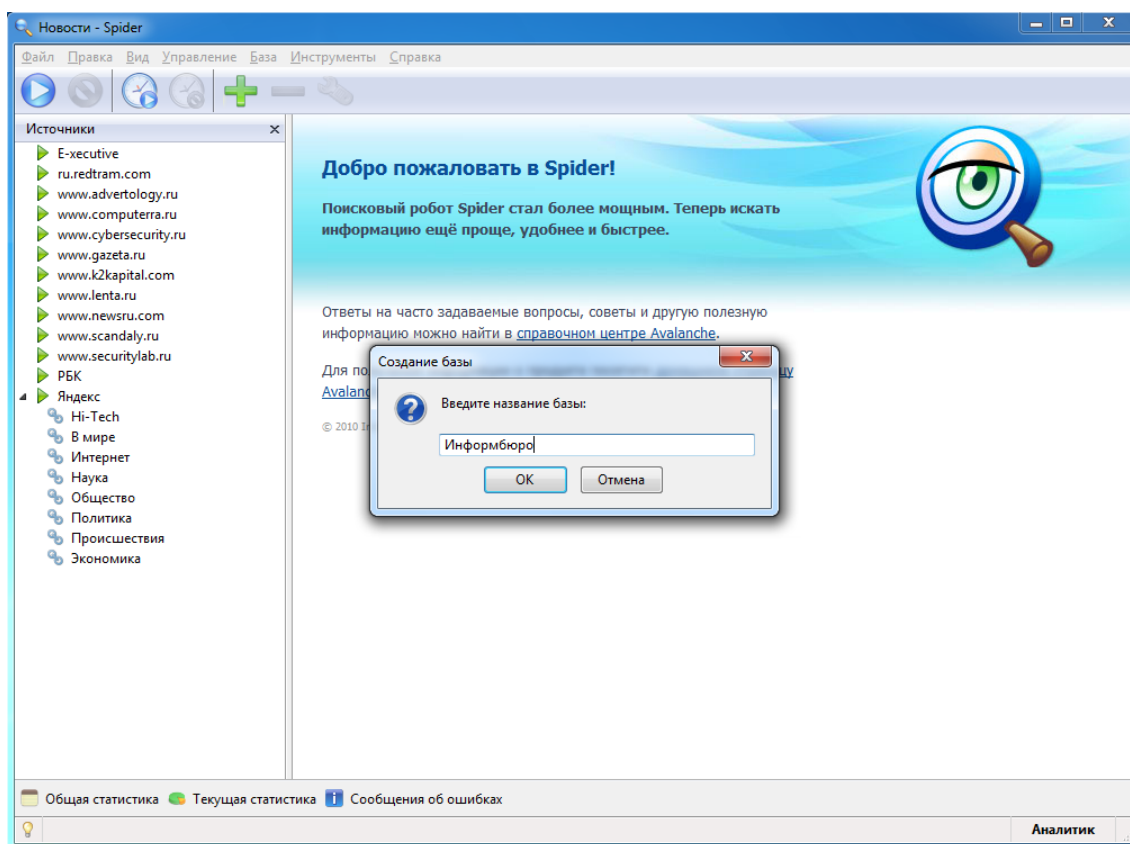 Новости - Spider
Файл Правка Вид Управление База Инструменты Справка
Источники
E-xecutive
ru.redtram.com
www.advertology.ru
www.computerra.ru
www.cybersecurity.ru
www.gazeta.ru
www.k2kapital.com
www.lenta.ru
www.newsru.com
www.scandaly.ru
www.securitylab.ru
РБК
Яндекс
Hi-Tech
В мире
Интернет
Наука
Общество
Политика
Происшествия
Экономика
Добро пожаловать в Spider!
Поисковый робот Spider стал более мощным. Теперь искать
информацию ещё проще, удобнее и быстрее.
Ответы на часто задаваемые вопросы, советы и другую полезную
информацию можно найти в справочном центре Avalanche.
Для
© 2010
Создание базы
Введите название базы:
Информбюро
OK Отмена
Общая статистика Текущая статистика Сообщения об ошибках
Аналитик